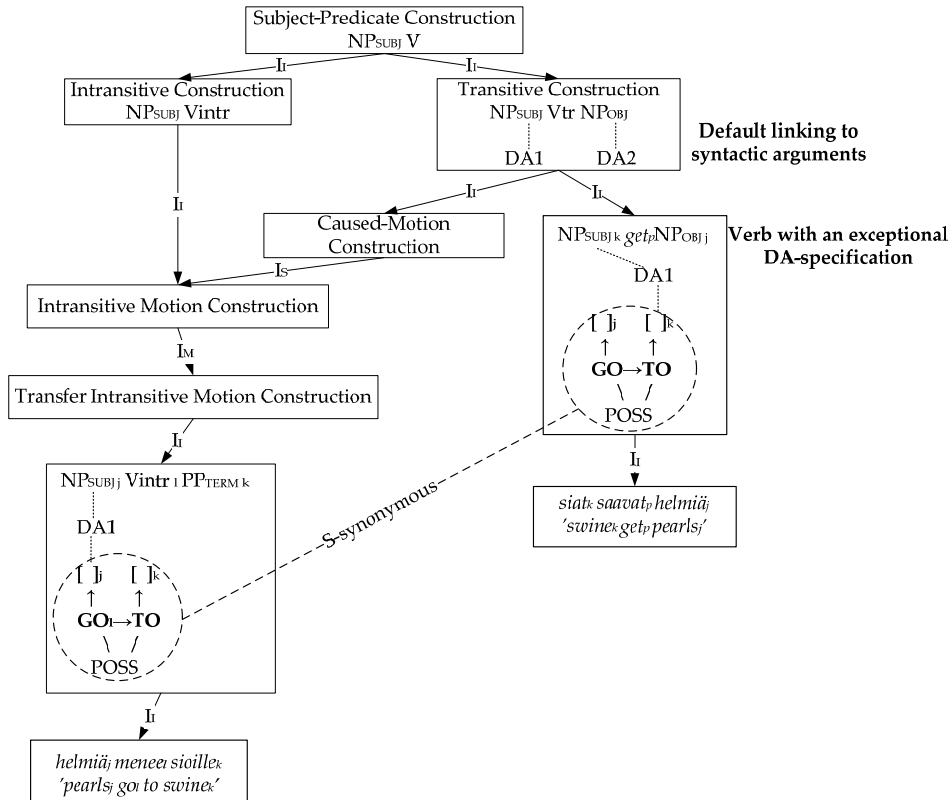 Subject-Predicate Construction
NPSUBJ V
II
II
Intransitive Construction
NPSUBJ Vintr
Transitive Construction
NPSUBJ Vtr NPOBJ
DA1 DA2
Default linking to
syntactic arguments
II
II
II
Caused-Motion
Construction
NPSUBJ k getp NPOBJ j
DA1
[ ]j [ ]k
↑ ↑
GO→TO
POSS
Verb with an exceptional
DA-specification
IS
Intransitive Motion Construction
IM
Transfer Intransitive Motion Construction
II
II
NPSUBJ j Vintr l PPTERM k
DA1
[ ]j [ ]k
↑ ↑
GOl→TO
POSS
S-synonymous
siatk saavatp helmiäj
'swinek getp pearlsj'
II
helmiäj meneel sioillek
'pearlsj gol to swinek'